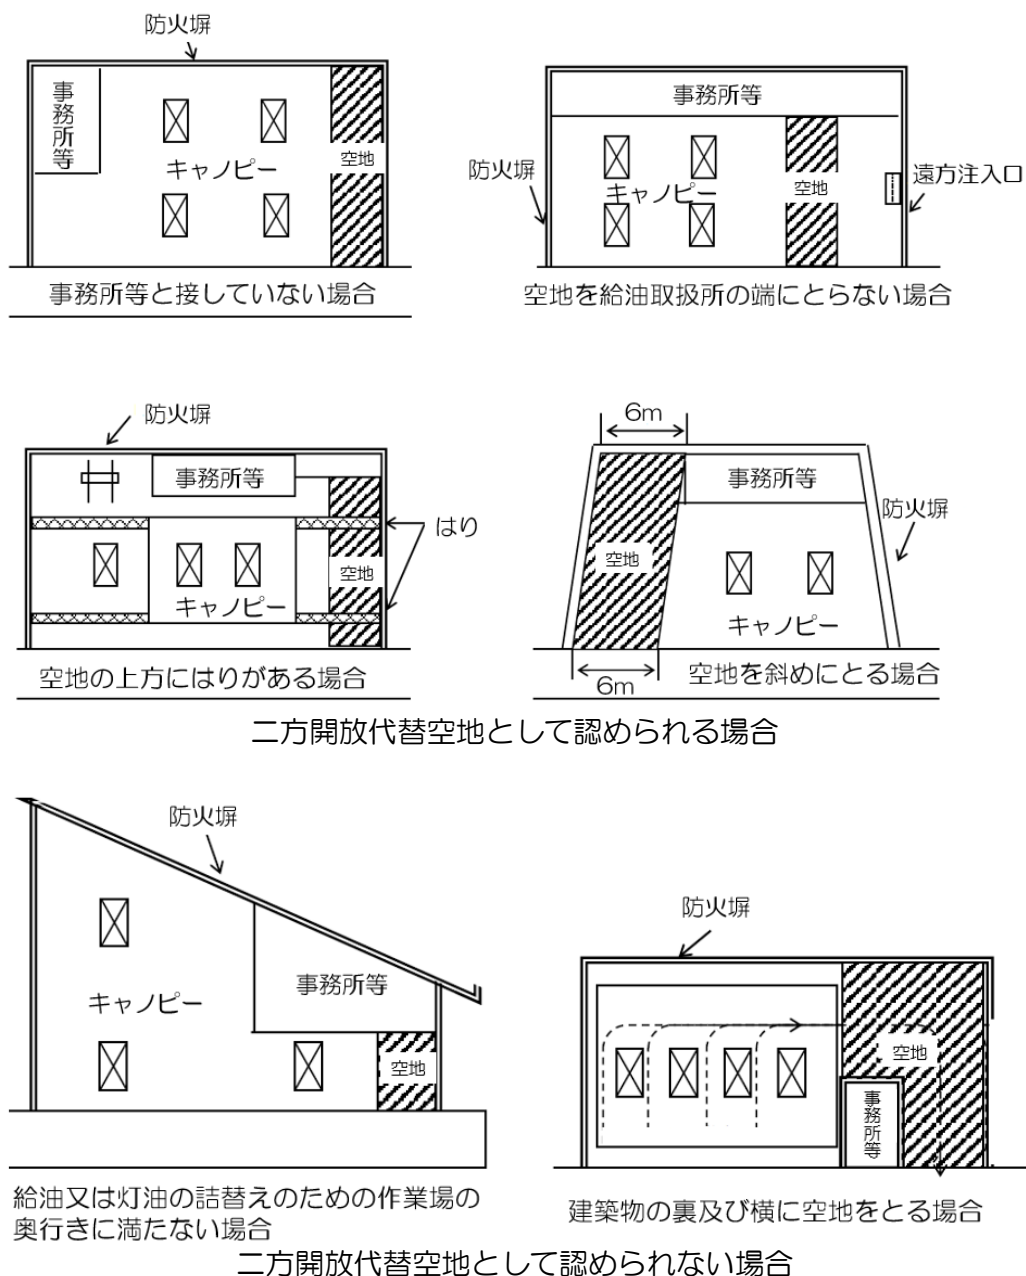 防火塀
事務所等
キャノピー
空地
事務所等と接していない場合
事務所等
防火塀
キャノピー
空地
遠方注入口
空地を給油取扱所の端にとらない場合
防火塀
事務所等
はり
空地
キャノピー
空地の上方にはりがある場合
6m
事務所等
防火塀
空地
キャノピー
6m
空地を斜めにとる場合
二方開放代替空地として認められる場合
防火塀
事務所等
キャノピー
空地
給油又は灯油の詰替えのための作業場の
奥行きに満たない場合
防火塀
空地
事務所等
建築物の裏及び横に空地をとる場合
二方開放代替空地として認められない場合